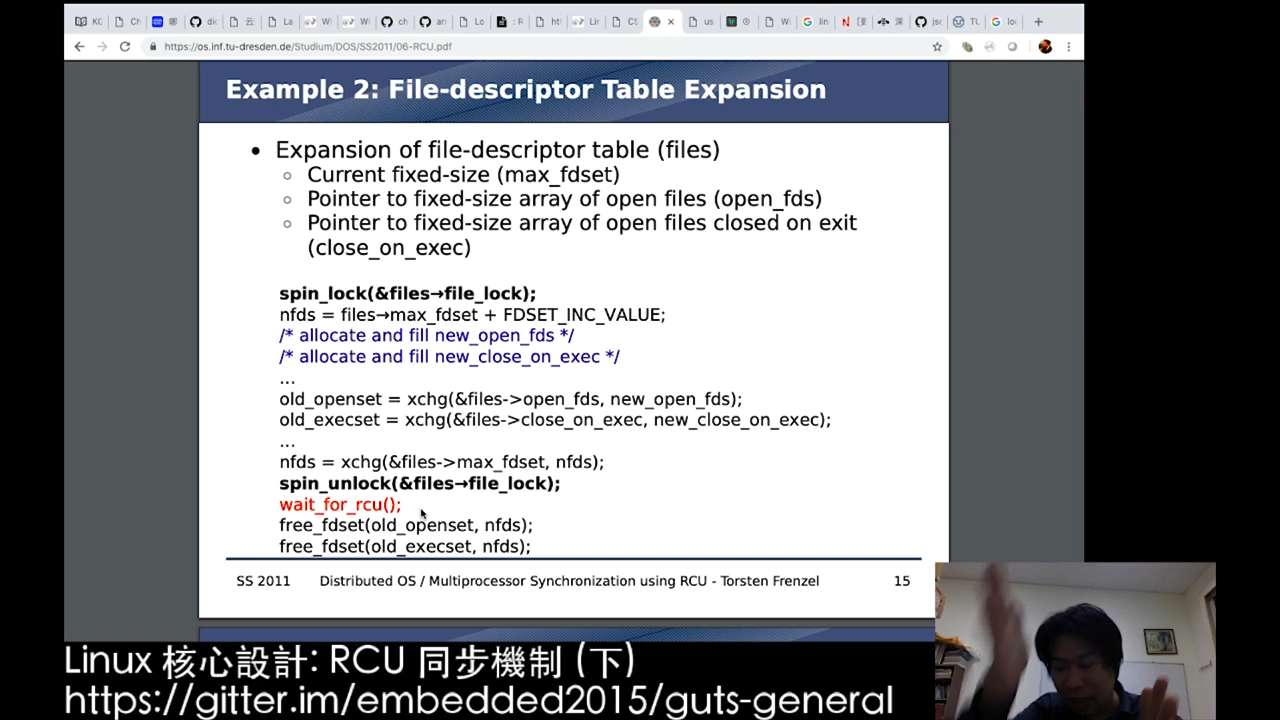 https://os.inf.tu-dresden.de/Studium/DOS/SS2011/06-RCU.pdf
Example 2: File-descriptor Table Expansion
• Expansion of file-descriptor table (files)
◦ Current fixed-size (max_fdset)
◦ Pointer to fixed-size array of open files (open_fds)
◦ Pointer to fixed-size array of open files closed on exit
(close_on_exec)
spin_lock(&files→file_lock);
nfds = files→max_fdset + FDSET_INC_VALUE;
/* allocate and fill new_open_fds */
/* allocate and fill new_close_on_exec */
...
old_openset = xchg(&files->open_fds, new_open_fds);
old_execset = xchg(&files->close_on_exec, new_close_on_exec);
...
nfds = xchg(&files->max_fdset, nfds);
spin_unlock(&files→file_lock);
wait_for_rcu();
free_fdset(old_openset, nfds);
free_fdset(old_execset, nfds);
SS 2011 Distributed OS / Multiprocessor Synchronization using RCU - Torsten Frenzel 15
Linux 核心設計: RCU 同步機制 (下)
https://gitter.im/embedded2015/guts-general